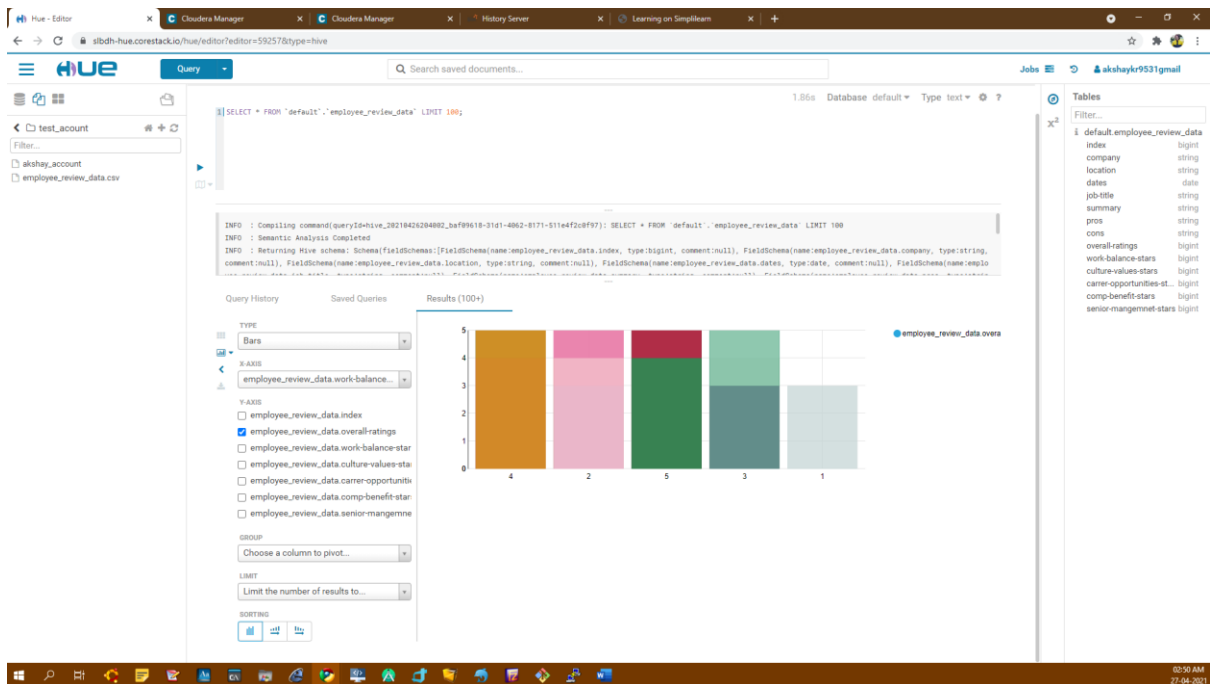 Hue - Editor
Cloudera Manager
Cloudera Manager
History Server
Learning on Simplilearn
slbdh-hue.corestack.io/hue/editor?editor=59257&type=hive
HUE
Query
Search saved documents...
Jobs
akshaykr9531gmail
test_acount
Filter...
akshay_account
employee_review_data.csv
1.86s Database default Type text ?
1 SELECT * FROM `default`.`employee_review_data` LIMIT 100;
INFO : Compiling command(queryId=hive_20210426204002_baf09618-31d1-4062-8171-511e4f2c0f97): SELECT * FROM `default`.`employee_review_data` LIMIT 100
INFO : Semantic Analysis Completed
INFO : Returning Hive schema: Schema(fieldSchemas:[FieldSchema(name:employee_review_data.index, type:bigint, comment:null), FieldSchema(name:employee_review_data.company, type:string,
comment:null), FieldSchema(name:employee_review_data.location, type:string, comment:null), FieldSchema(name:employee_review_data.dates, type:date, comment:null), FieldSchema(name:emplo
Query History
Saved Queries
Results (100+)
TYPE
Bars
X-AXIS
employee_review_data.work-balance...
Y-AXIS
employee_review_data.index
employee_review_data.overall-ratings
employee_review_data.work-balance-star
employee_review_data.culture-values-sta
employee_review_data.carrer-opportuniti
employee_review_data.comp-benefit-star
employee_review_data.senior-mangemne
GROUP
Choose a column to pivot...
LIMIT
Limit the number of results to...
SORTING
5
4
3
2
1
0
4 2 5 3 1
employee_review_data.overa
Tables
Filter...
default.employee_review_data
index bigint
company string
location string
dates date
job-title string
summary string
pros string
cons string
overall-ratings bigint
work-balance-stars bigint
culture-values-stars bigint
carrer-opportunities-st... bigint
comp-benefit-stars bigint
senior-mangemnet-stars bigint
02:50 AM
27-04-2021